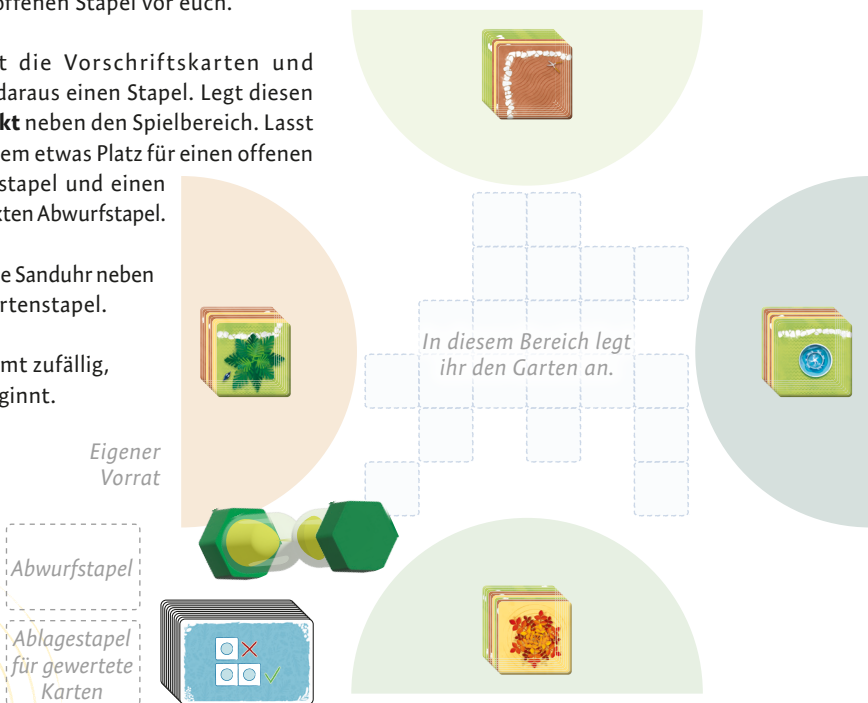 offenen Stapel vor euch.
t die Vorschriftskarten und
daraus einen Stapel. Legt diesen
kt neben den Spielbereich. Lasst
em etwas Platz für einen offenen
stapel und einen
kten Abwurfstapel.
e Sanduhr neben
rtenstapel.
mt zufällig,
ginnt.
In diesem Bereich legt
ihr den Garten an.
Eigener
Vorrat
Abwurfstapel
Ablagestapel
für gewertete
Karten